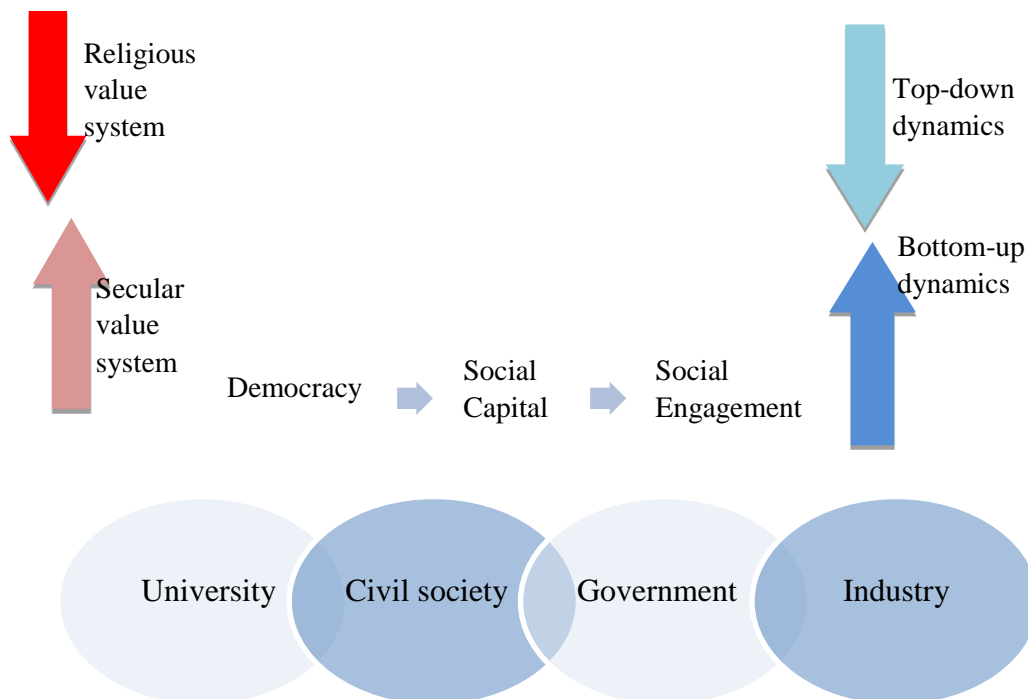 Religious
value
system
Top-down
dynamics
Secular
value
system
Bottom-up
dynamics
Democracy
Social
Capital
Social
Engagement
University
Civil society
Government
Industry